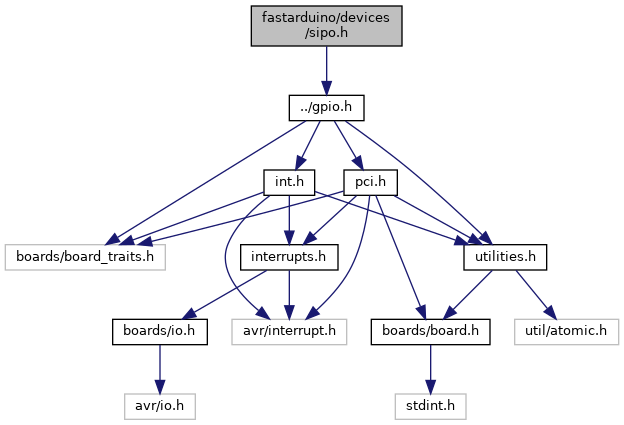 fastarduino/devices
/sipo.h
../gpio.h
int.h
pci.h
boards/board_traits.h
interrupts.h
utilities.h
boards/io.h
avr/interrupt.h
boards/board.h
util/atomic.h
avr/io.h
stdint.h